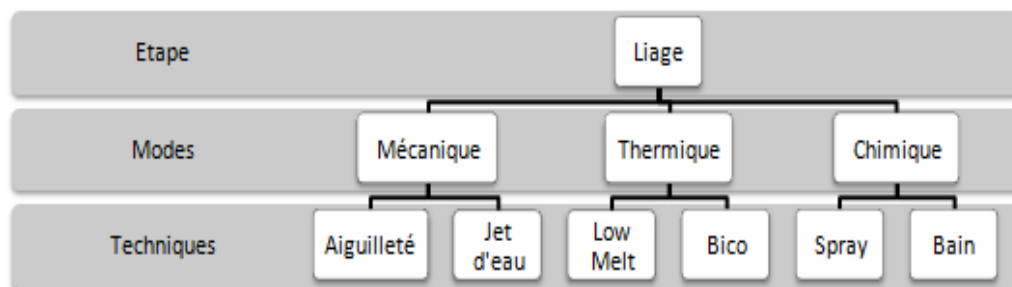 Etape
Liage
Modes
Mécanique
Thermique
Chimique
Techniques
Aiguilleté
Jet
d'eau
Low
Melt
Bico
Spray
Bain